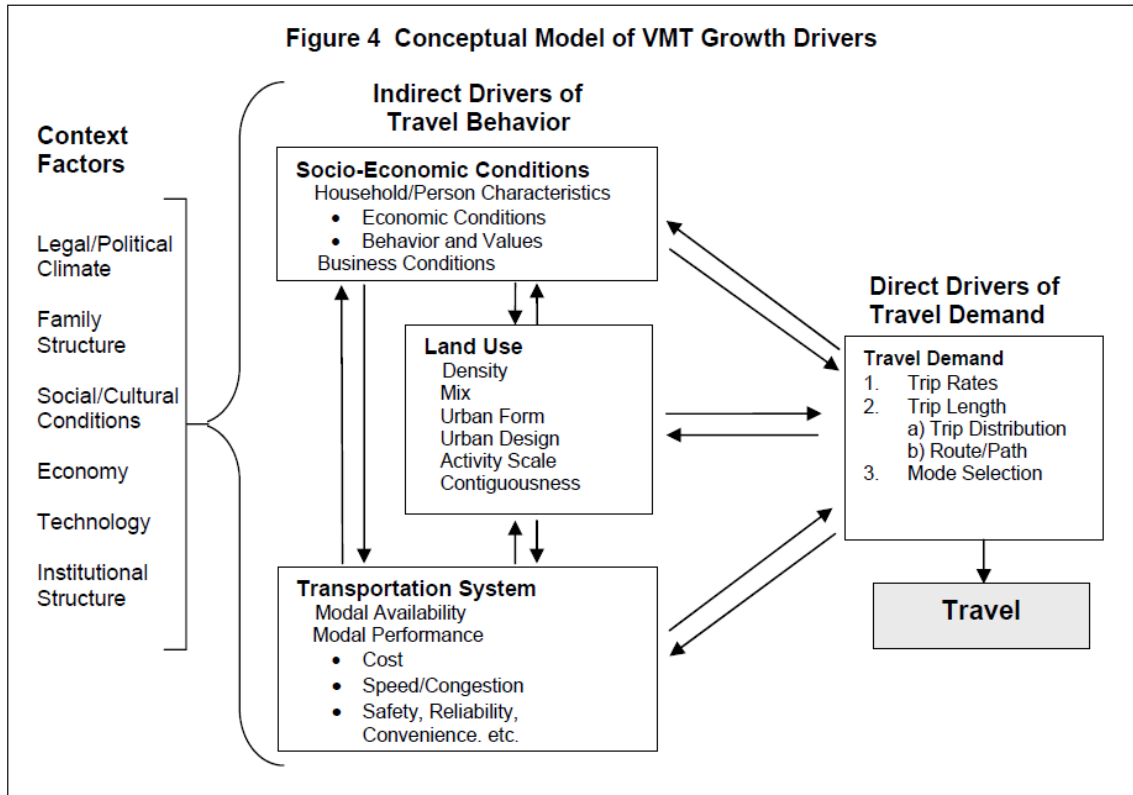 Figure 4  Conceptual Model of VMT Growth Drivers
Context
Factors
Legal/Political
Climate
Family
Structure
Social/Cultural
Conditions
Economy
Technology
Institutional
Structure
Indirect Drivers of
Travel Behavior
Socio-Economic Conditions
Household/Person Characteristics
• Economic Conditions
• Behavior and Values
Business Conditions
Land Use
Density
Mix
Urban Form
Urban Design
Activity Scale
Contiguousness
Transportation System
Modal Availability
Modal Performance
• Cost
• Speed/Congestion
• Safety, Reliability,
Convenience. etc.
Direct Drivers of
Travel Demand
Travel Demand
1. Trip Rates
2. Trip Length
a) Trip Distribution
b) Route/Path
3. Mode Selection
Travel